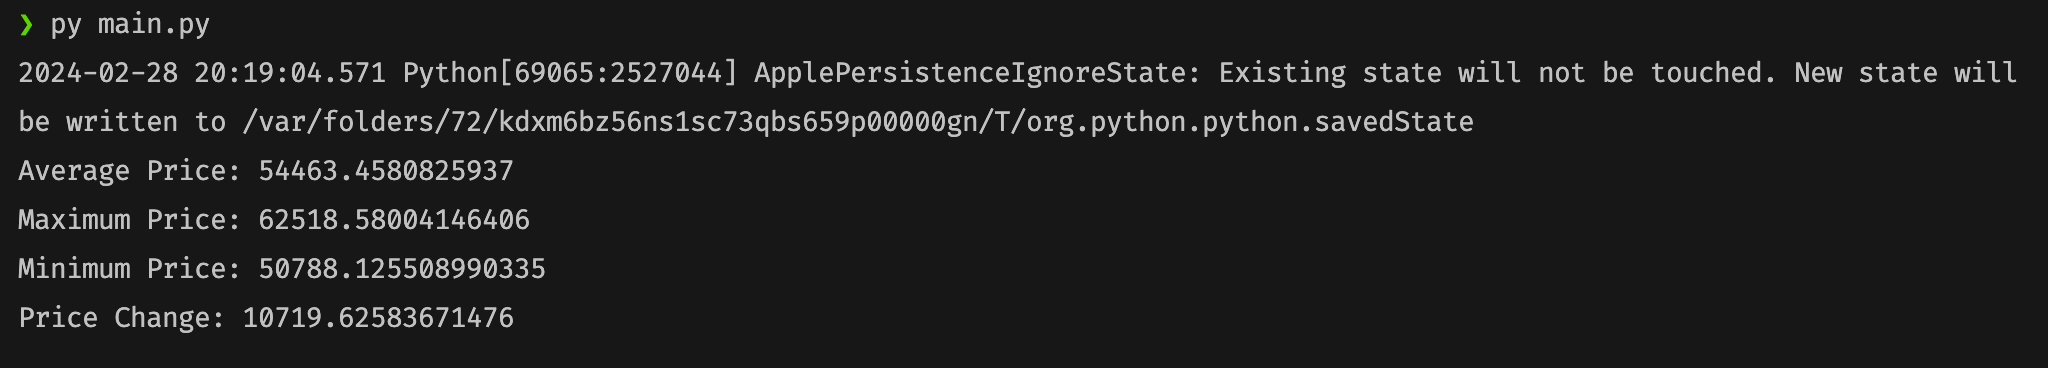 ❯ py main.py
2024-02-28 20:19:04.571 Python[69065:2527044] ApplePersistenceIgnoreState: Existing state will not be touched. New state will
be written to /var/folders/72/kdxm6bz56ns1sc73qbs659p00000gn/T/org.python.python.savedState
Average Price: 54463.4580825937
Maximum Price: 62518.58004146406
Minimum Price: 50788.125508990335
Price Change: 10719.62583671476